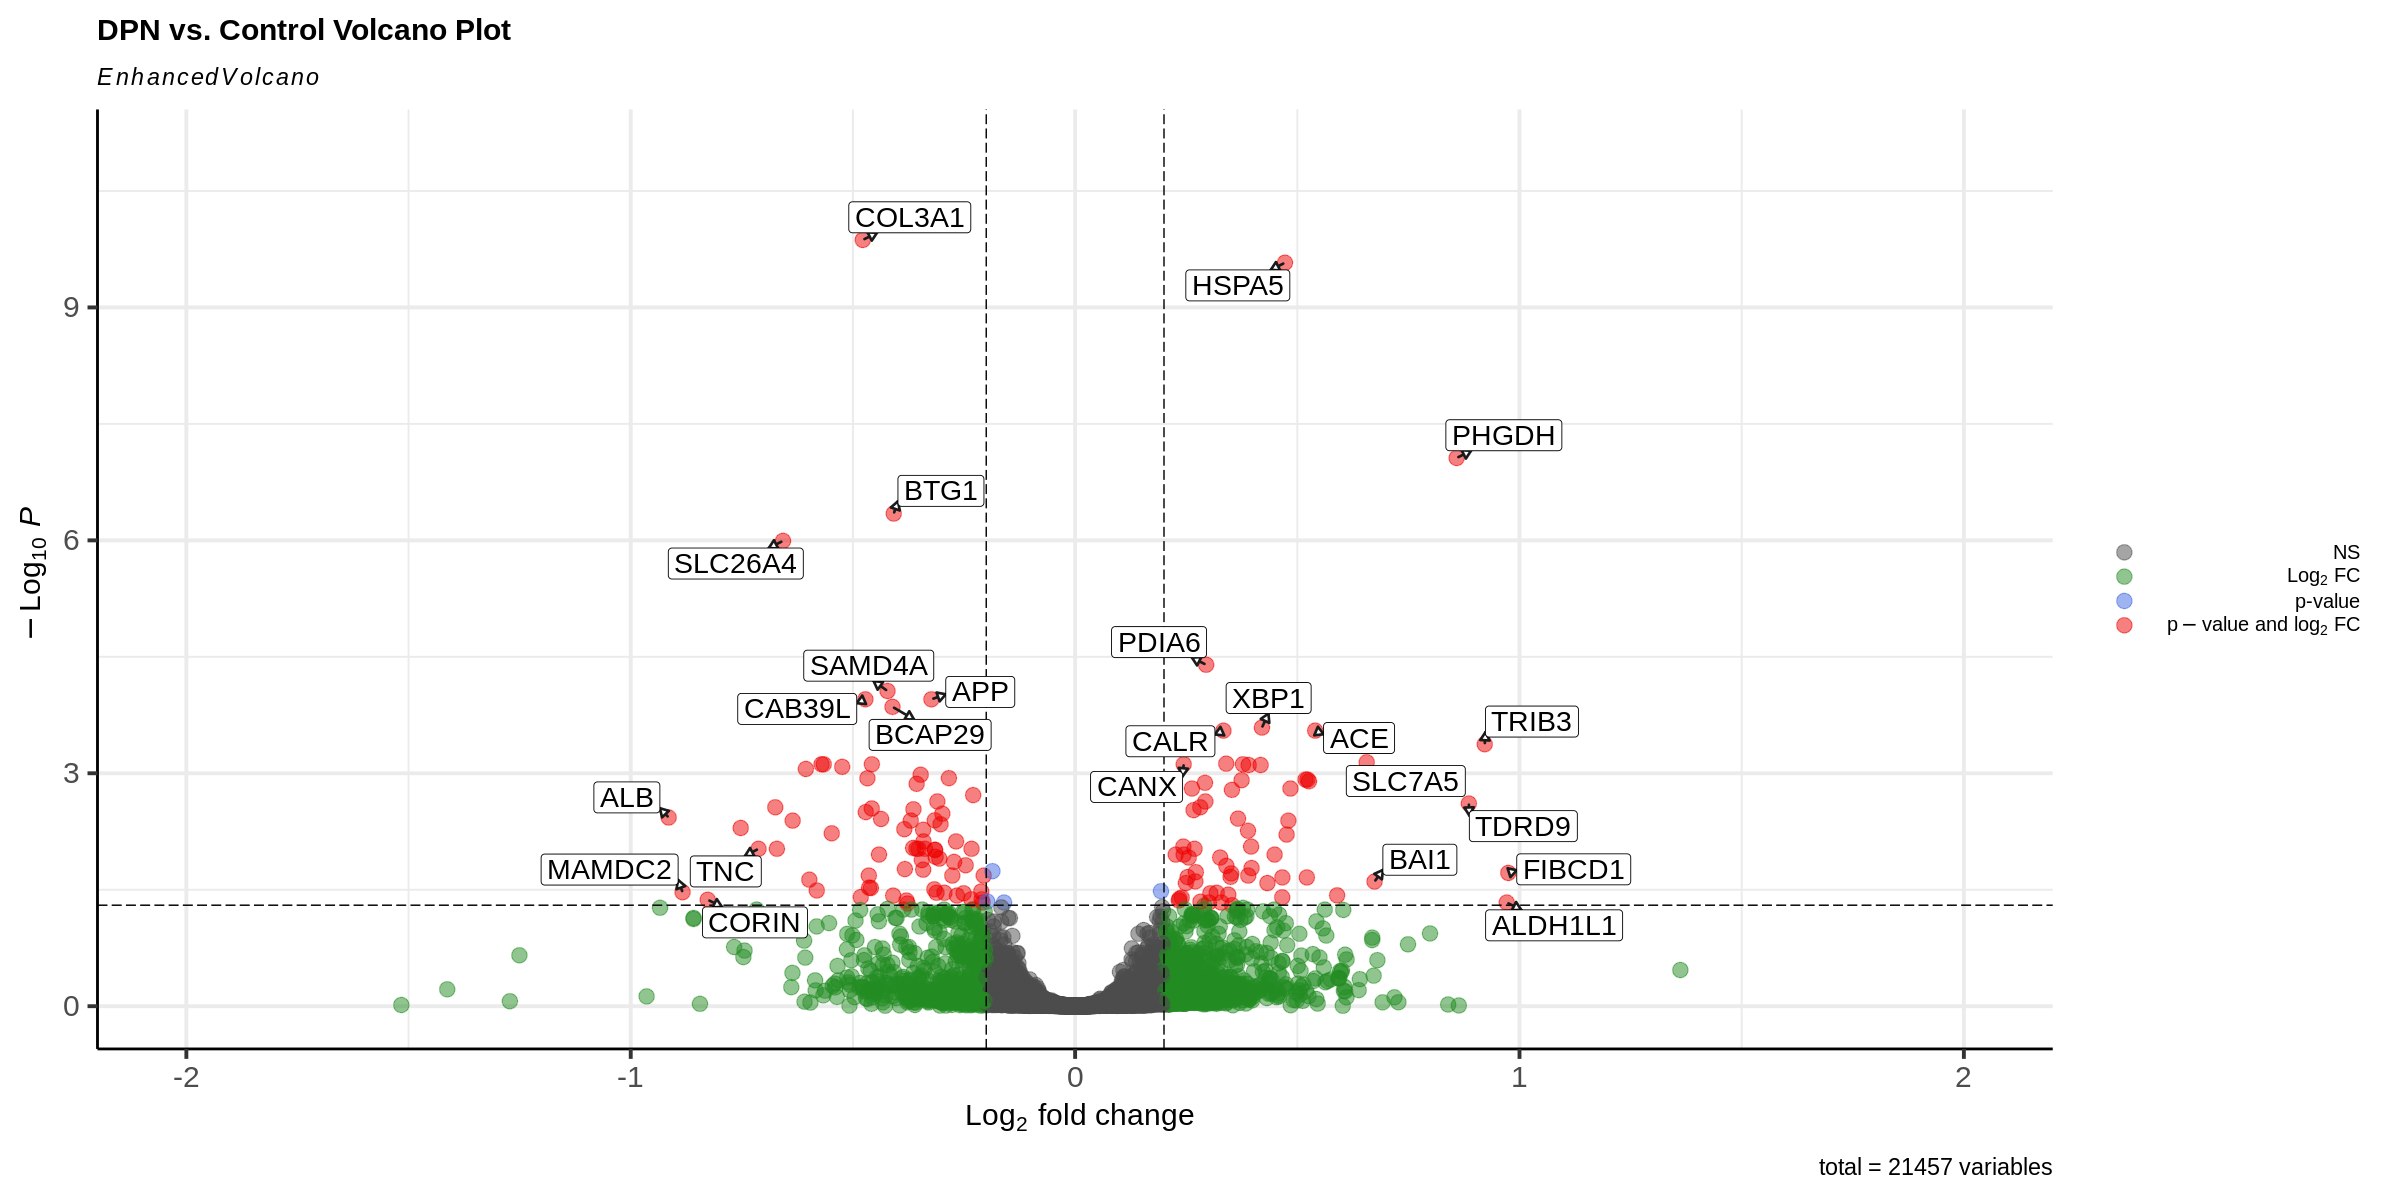 DPN vs. Control Volcano Plot
EnhancedVolcano
COL3A1
HSPA5
9
PHGDH
BTG1
− Log10 P
6
SLC26A4
NS
Log2 FC
p-value
p − value and log2 FC
PDIA6
SAMD4A
APP
XBP1
CAB39L
TRIB3
BCAP29
CALR
ACE
3
SLC7A5
CANX
ALB
TDRD9
BAI1
MAMDC2
TNC
FIBCD1
CORIN
ALDH1L1
0
-2 -1 0 1 2
Log2 fold change
total = 21457 variables